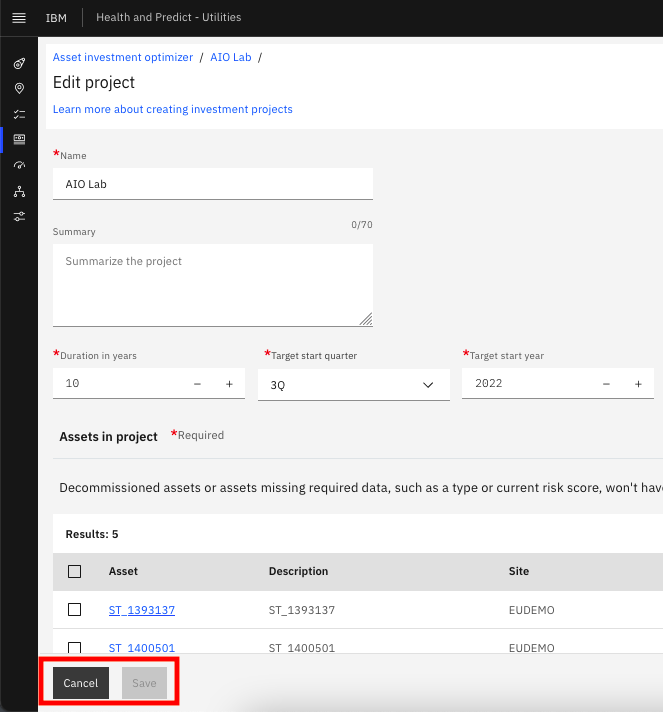 IBM Health and Predict - Utilities
Asset investment optimizer / AIO Lab /
Edit project
Learn more about creating investment projects
*Name
AIO Lab
0/70
Summary
Summarize the project
*Duration in years *Target start quarter *Target start year
10 − + 3Q 2022 − +
Assets in project *Required
Decommissioned assets or assets missing required data, such as a type or current risk score, won't have
Results: 5
Asset Description Site
ST_1393137 ST_1393137 EUDEMO
ST_1400501 ST_1400501 EUDEMO
Cancel Save